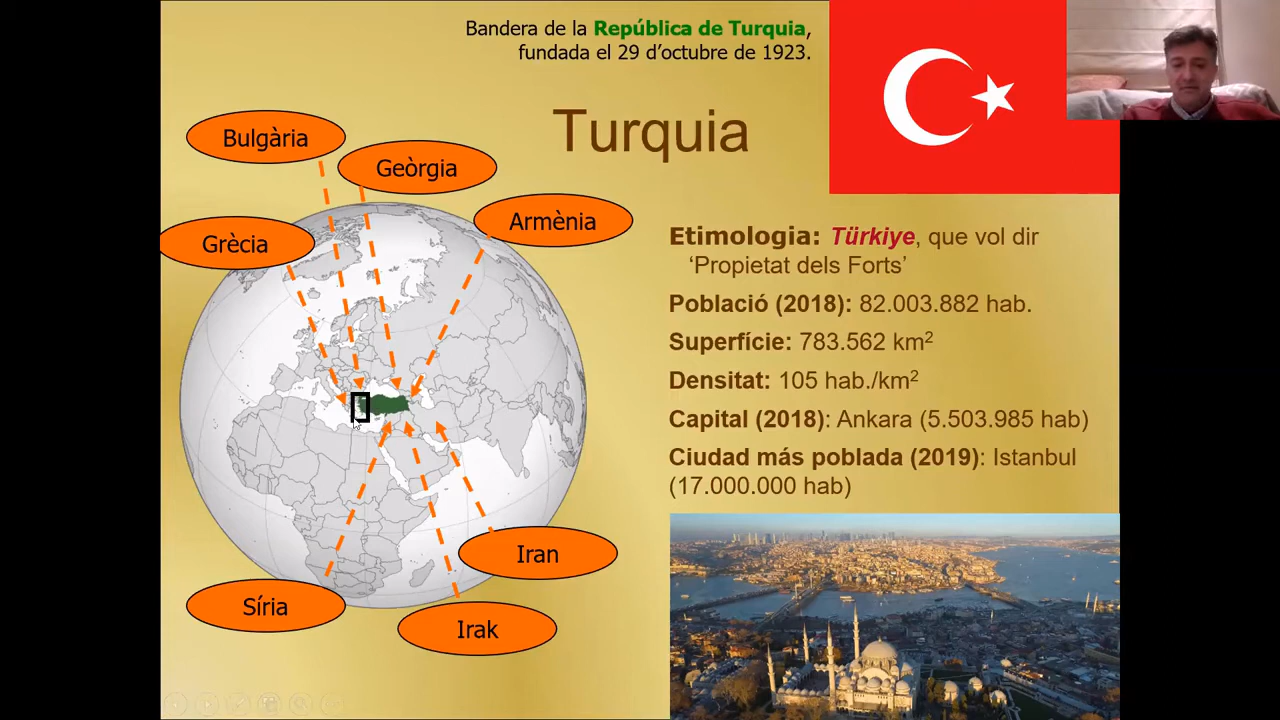 Bandera de la República de Turquia,
fundada el 29 d’octubre de 1923.
Turquia
Bulgària
Geòrgia
Armènia
Grècia
Etimologia: Türkiye, que vol dir
‘Propietat dels Forts’
Població (2018): 82.003.882 hab.
Superfície: 783.562 km²
Densitat: 105 hab./km²
Capital (2018): Ankara (5.503.985 hab)
Ciudad más poblada (2019): Istanbul
(17.000.000 hab)
Iran
Síria
Irak